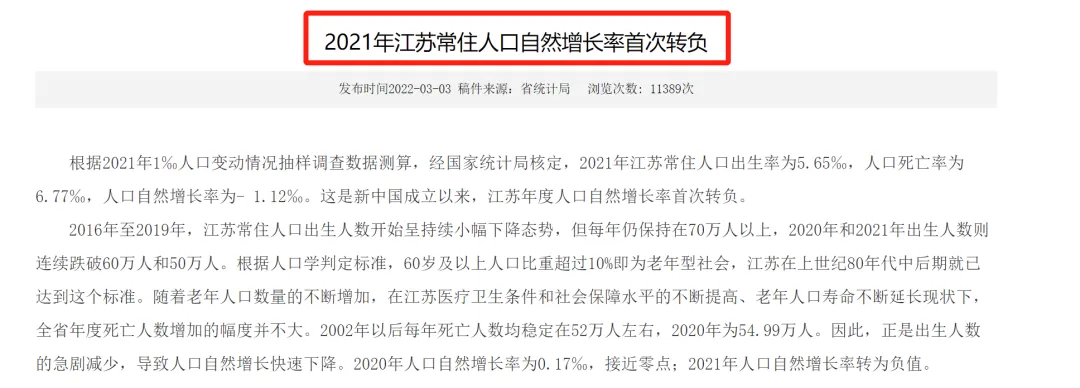 2021年江苏常住人口自然增长率首次转负
发布时间2022-03-03 稿件来源：省统计局 浏览次数: 11389次
根据2021年1‰人口变动情况抽样调查数据测算，经国家统计局核定，2021年江苏常住人口出生率为5.65‰，人口死亡率为
6.77‰，人口自然增长率为- 1.12‰。这是新中国成立以来，江苏年度人口自然增长率首次转负。
2016年至2019年，江苏常住人口出生人数开始呈持续小幅下降态势，但每年仍保持在70万人以上，2020年和2021年出生人数则
连续跌破60万人和50万人。根据人口学判定标准，60岁及以上人口比重超过10%即为老年型社会，江苏在上世纪80年代中后期就已
达到这个标准。随着老年人口数量的不断增加，在江苏医疗卫生条件和社会保障水平的不断提高、老年人口寿命不断延长现状下，
全省年度死亡人数增加的幅度并不大。2002年以后每年死亡人数均稳定在52万人左右，2020年为54.99万人。因此，正是出生人数
的急剧减少，导致人口自然增长快速下降。2020年人口自然增长率为0.17‰，接近零点；2021年人口自然增长率转为负值。